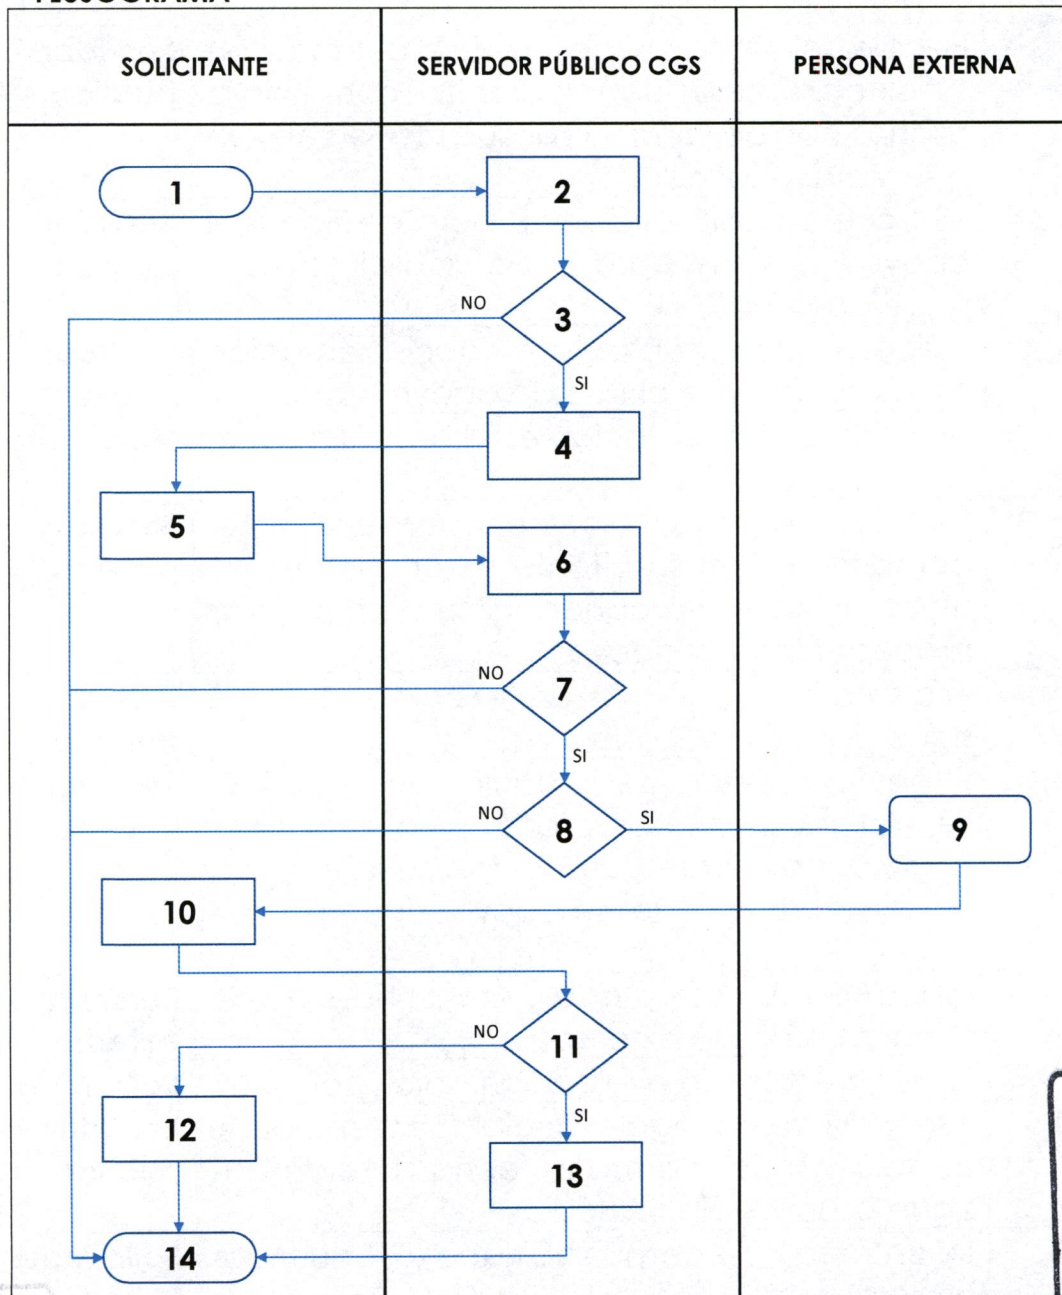 FLUJOGRAMA
SOLICITANTE
SERVIDOR PÚBLICO CGS
PERSONA EXTERNA
1
2
NO
3
SI
4
5
6
NO
7
SI
NO
8
SI
9
10
NO
11
12
SI
13
14